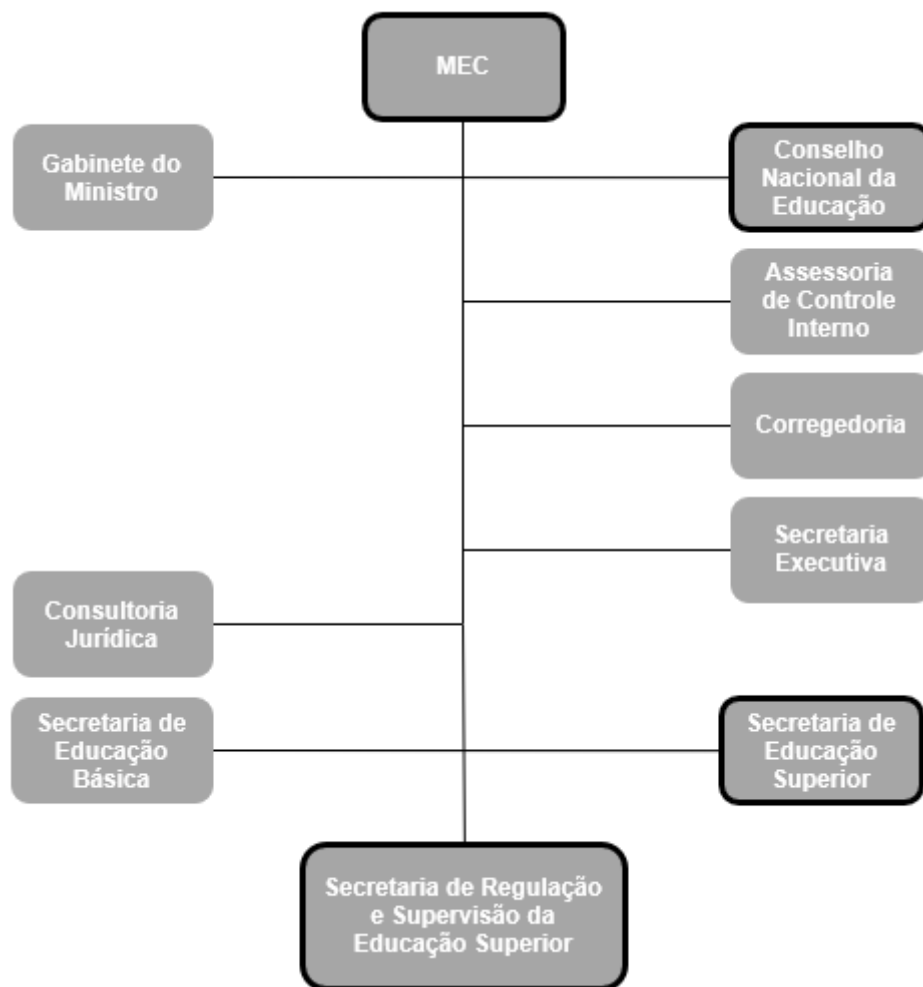 MEC
Gabinete do
Ministro
Conselho
Nacional da
Educação
Assessoria
de Controle
Interno
Corregedoria
Secretaria
Executiva
Consultoria
Jurídica
Secretaria de
Educação
Básica
Secretaria de
Educação
Superior
Secretaria de Regulação
e Supervisão da
Educação Superior